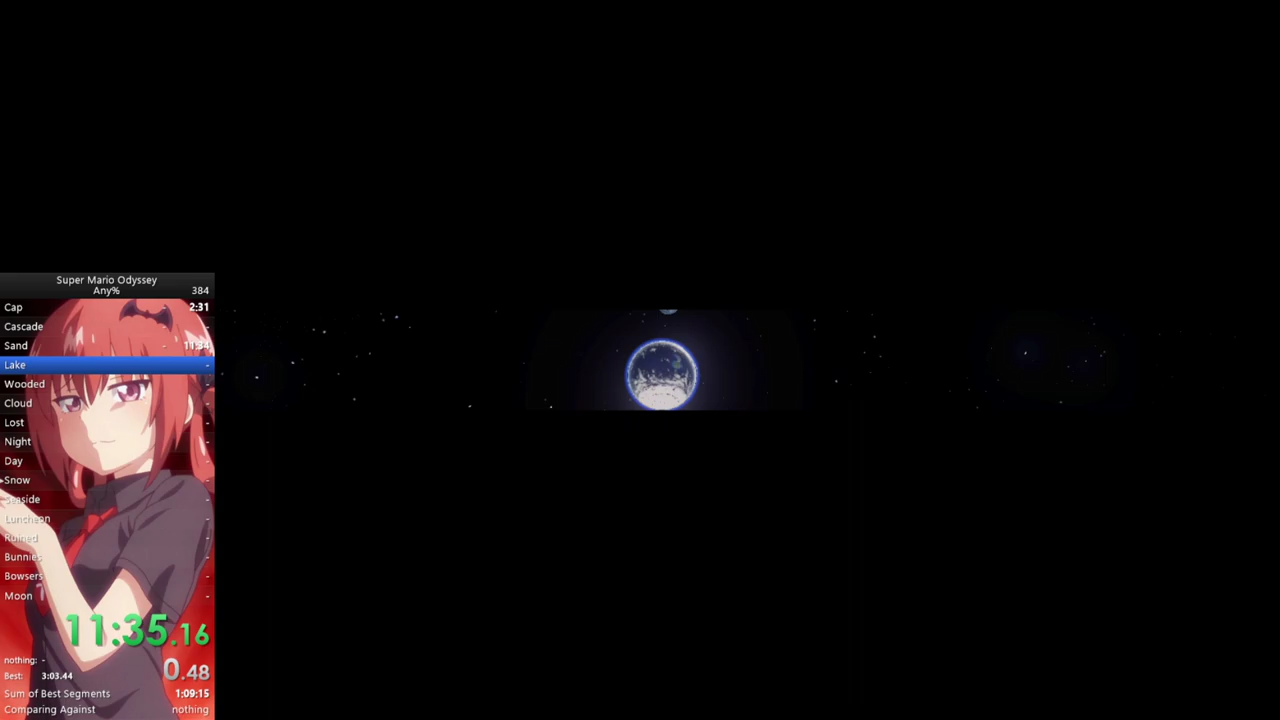 Super Mario Odyssey
Any% 384
Cap 2:31
Cascade -
Sand - 11:34
Lake -
Wooded -
Cloud -
Lost -
Night -
Day -
Snow -
Seaside -
Luncheon -
Ruined -
Bunnies -
Bowsers -
Moon -
11:35.16
nothing: -
0.48
Best: 3:03.44
Sum of Best Segments 1:09:15
Comparing Against nothing